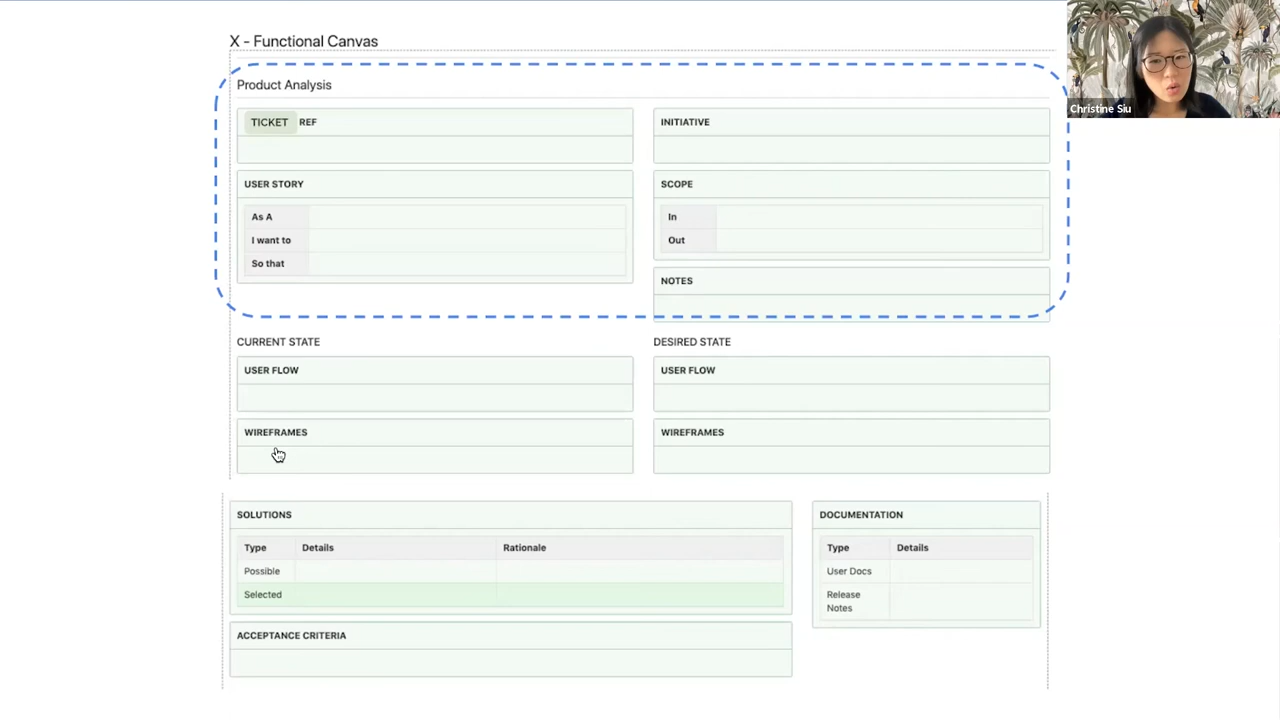 X - Functional Canvas
Product Analysis
TICKET REF
INITIATIVE
USER STORY
As A
I want to
So that
SCOPE
In
Out
NOTES
CURRENT STATE
DESIRED STATE
USER FLOW
USER FLOW
WIREFRAMES
WIREFRAMES
SOLUTIONS
Type Details Rationale
Possible
Selected
ACCEPTANCE CRITERIA
DOCUMENTATION
Type Details
User Docs
Release
Notes
Christine Siu